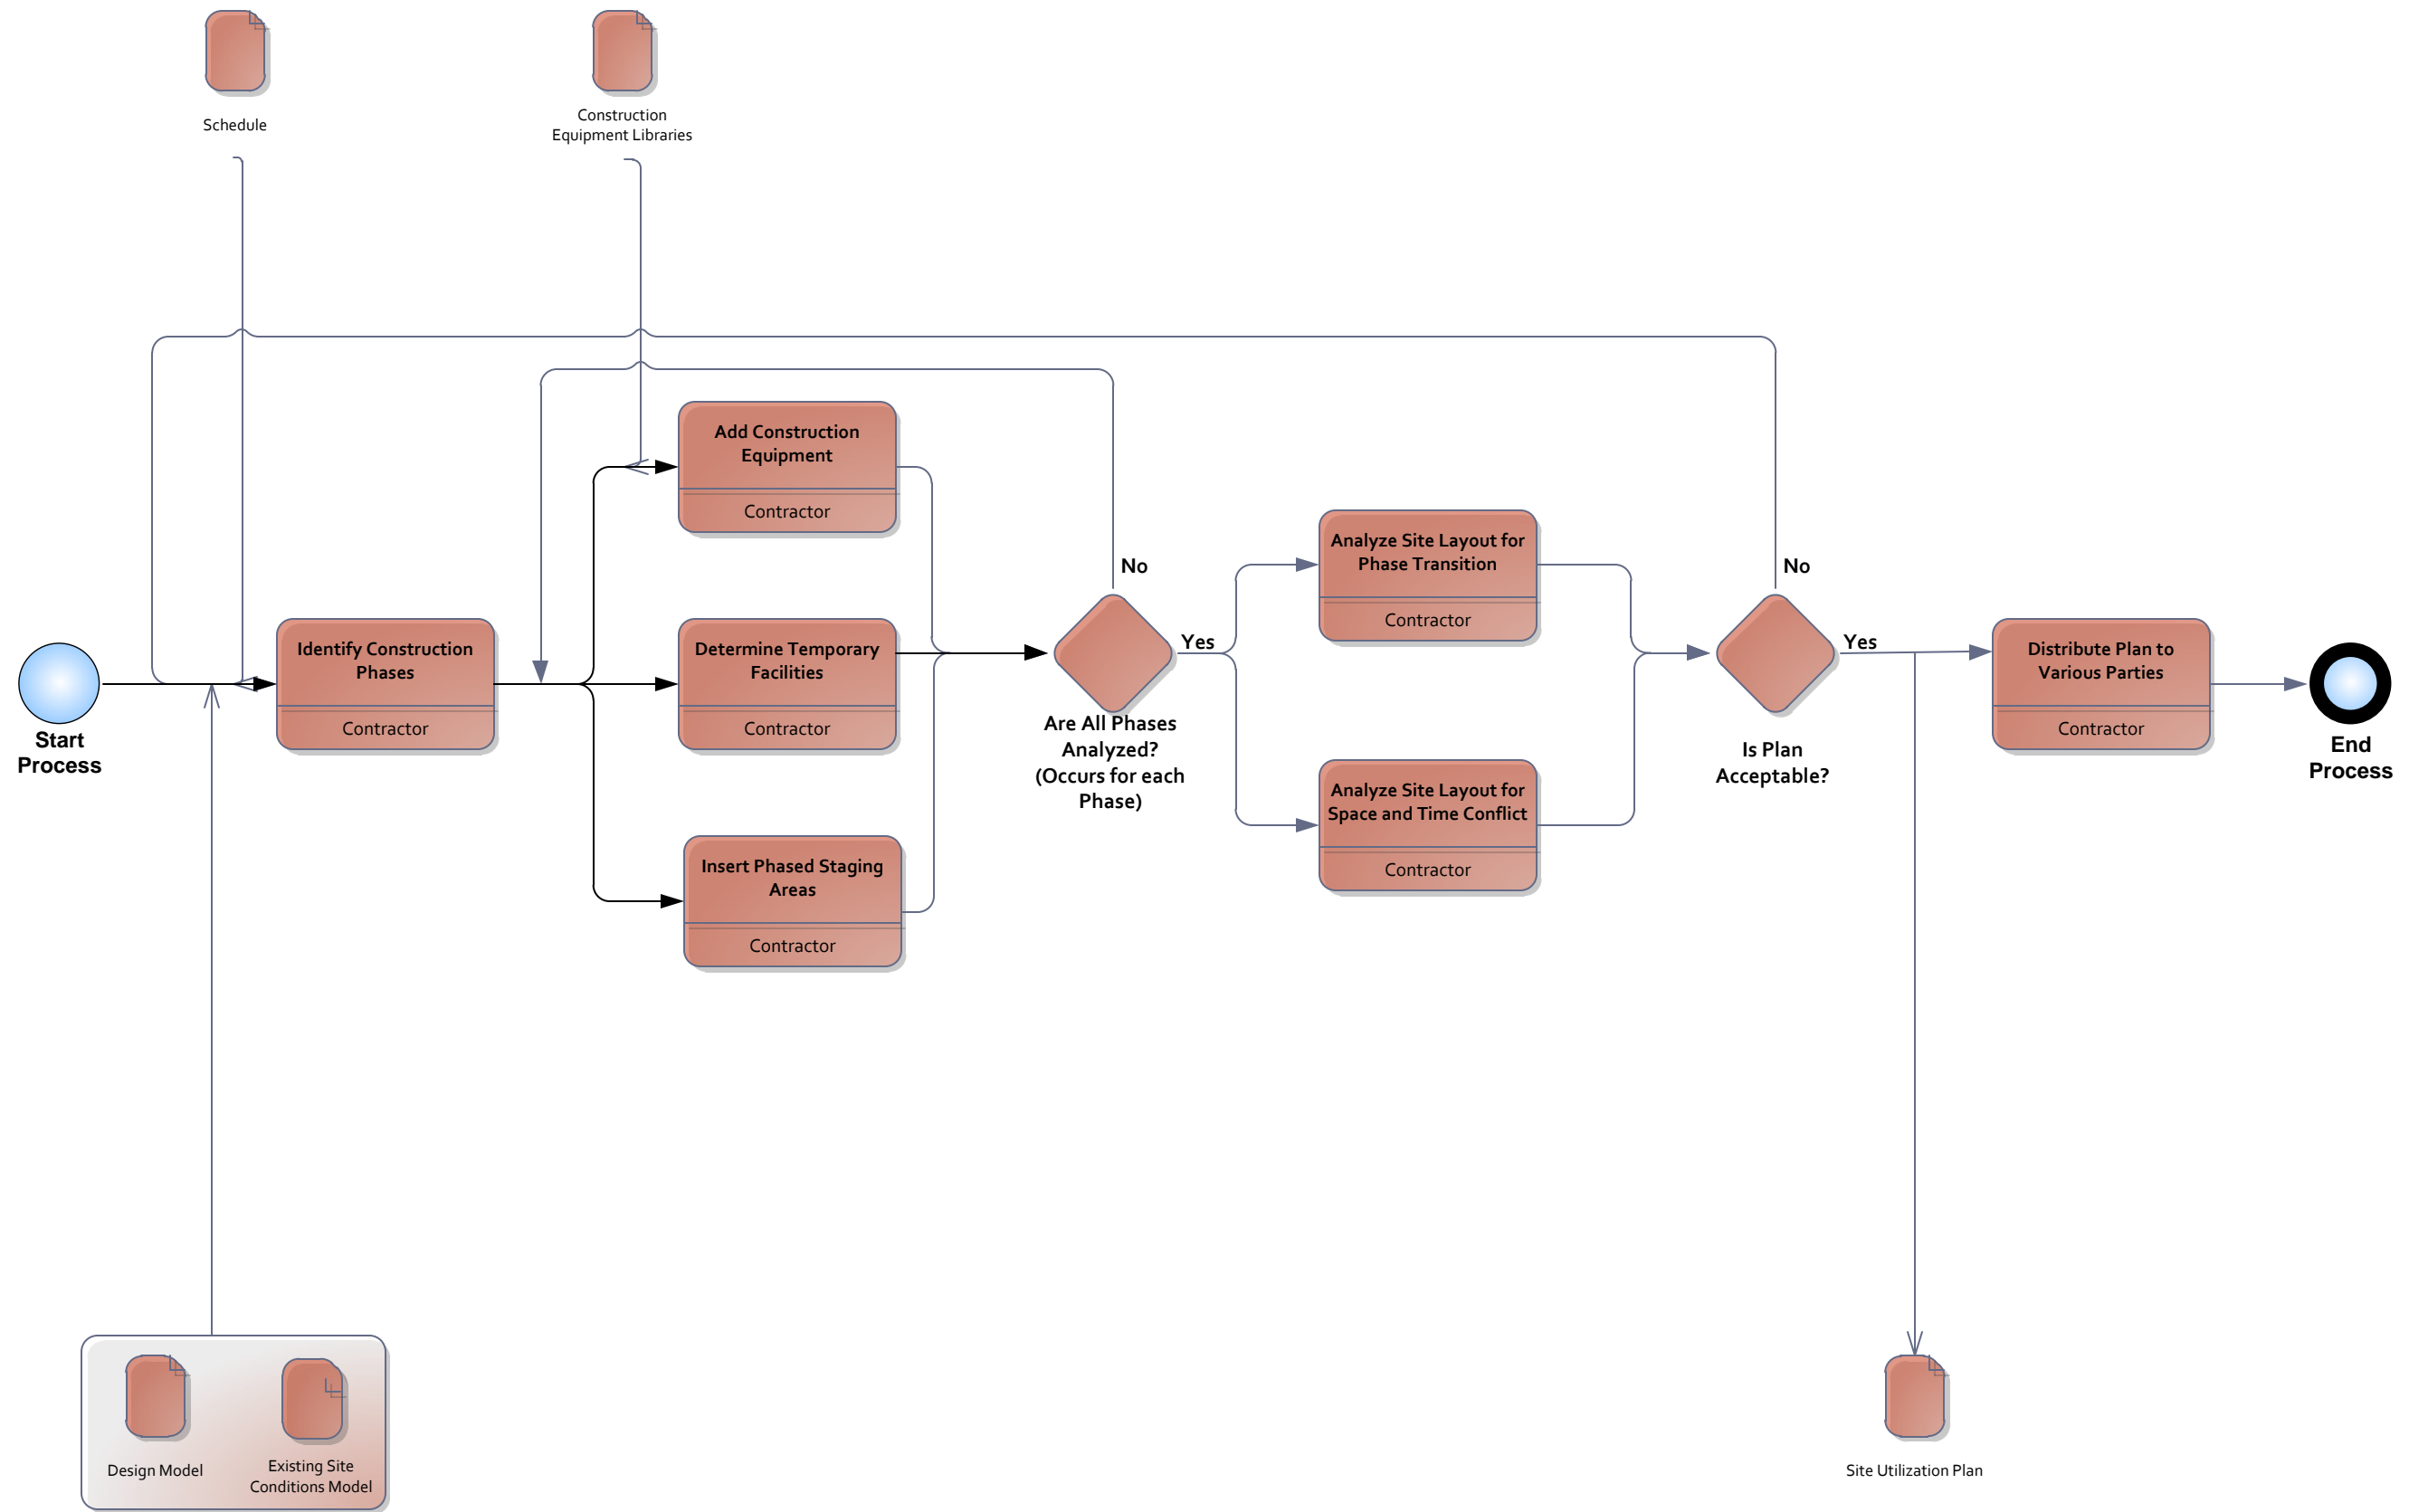 Schedule
Construction
Equipment Libraries
Add Construction
Equipment
Contractor
Identify Construction
Phases
Contractor
Determine Temporary
Facilities
Contractor
Insert Phased Staging
Areas
Contractor
Start
Process
No
Yes
Are All Phases
Analyzed?
(Occurs for each
Phase)
Analyze Site Layout for
Phase Transition
Contractor
Analyze Site Layout for
Space and Time Conflict
Contractor
No
Yes
Is Plan
Acceptable?
Distribute Plan to
Various Parties
Contractor
End
Process
Design Model
Existing Site
Conditions Model
Site Utilization Plan